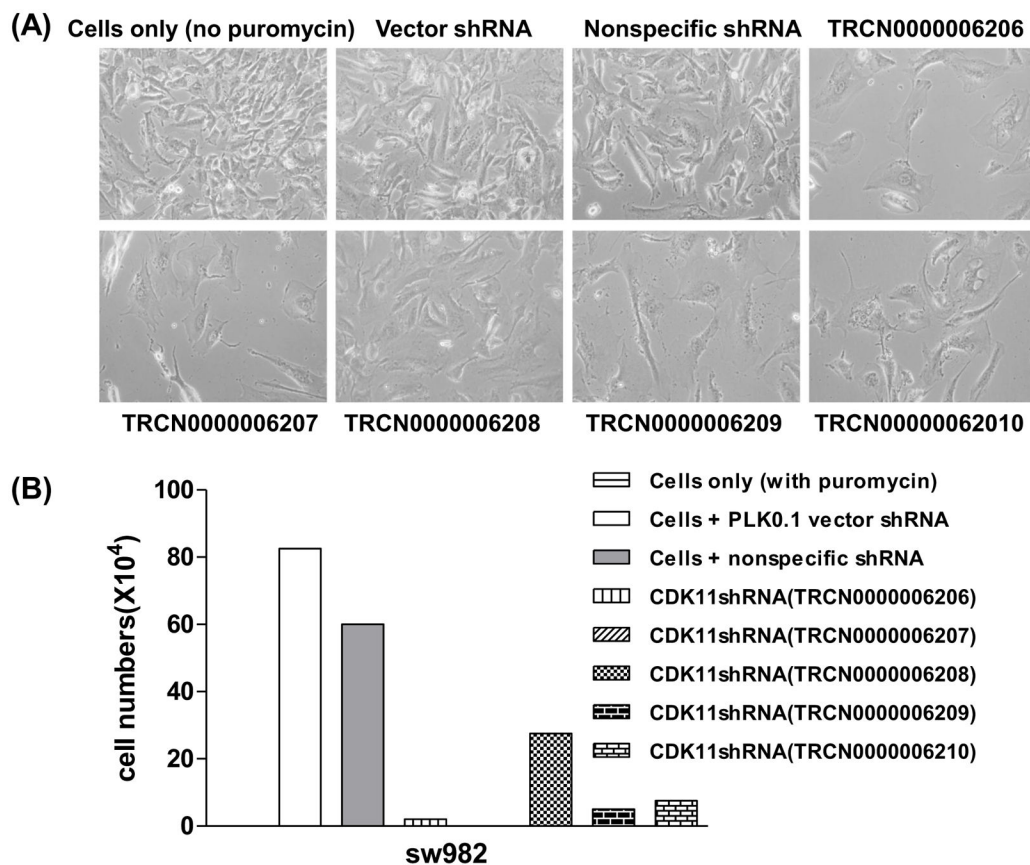 (A) Cells only (no puromycin) Vector shRNA Nonspecific shRNA TRCN0000006206
TRCN0000006207 TRCN0000006208 TRCN0000006209 TRCN00000062010
(B)
cell numbers(X10⁴)
100
80
60
40
20
0
sw982
Cells only (with puromycin)
Cells + PLK0.1 vector shRNA
Cells + nonspecific shRNA
CDK11shRNA(TRCN0000006206)
CDK11shRNA(TRCN0000006207)
CDK11shRNA(TRCN0000006208)
CDK11shRNA(TRCN0000006209)
CDK11shRNA(TRCN0000006210)